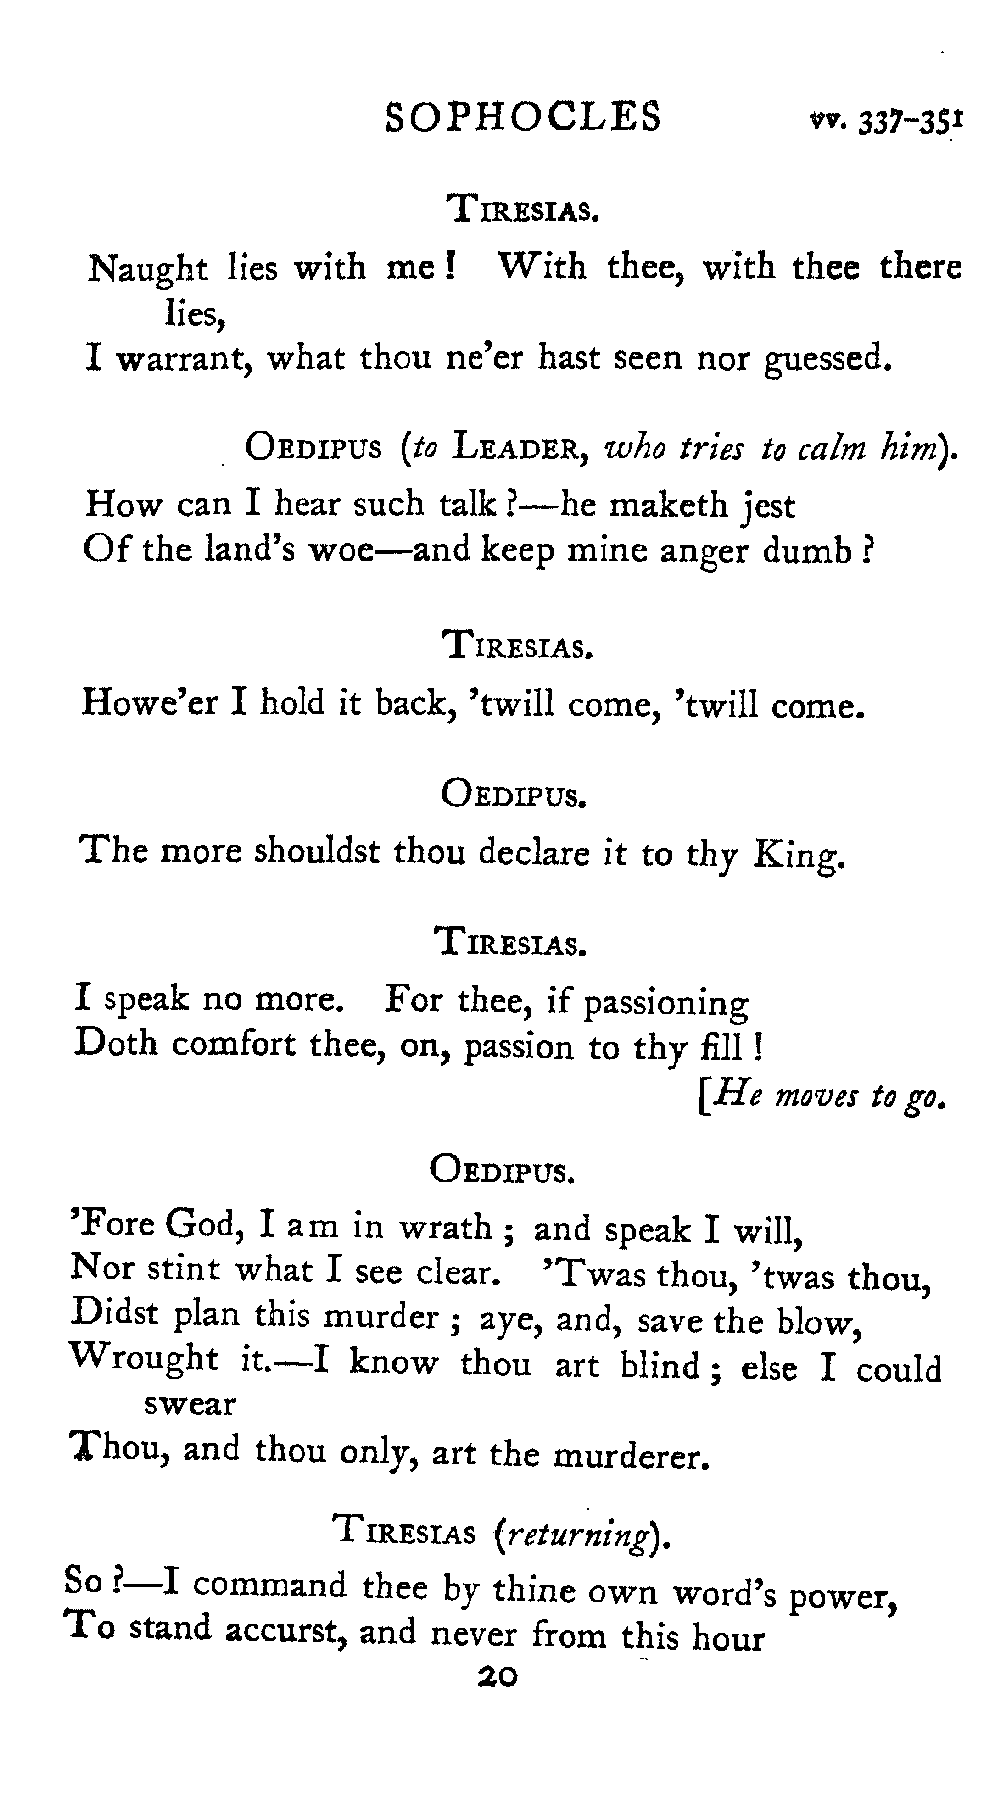 SOPHOCLES vv. 337-351
TIRESIAS.
Naught lies with me! With thee, with thee there
lies,
I warrant, what thou ne'er hast seen nor guessed.
OEDIPUS (to LEADER, who tries to calm him).
How can I hear such talk?—he maketh jest
Of the land's woe—and keep mine anger dumb?
TIRESIAS.
Howe'er I hold it back, 'twill come, 'twill come.
OEDIPUS.
The more shouldst thou declare it to thy King.
TIRESIAS.
I speak no more. For thee, if passioning
Doth comfort thee, on, passion to thy fill!
[He moves to go.
OEDIPUS.
'Fore God, I am in wrath; and speak I will,
Nor stint what I see clear. 'Twas thou, 'twas thou,
Didst plan this murder; aye, and, save the blow,
Wrought it.—I know thou art blind; else I could
swear
Thou, and thou only, art the murderer.
TIRESIAS (returning).
So?—I command thee by thine own word's power,
To stand accurst, and never from this hour
20